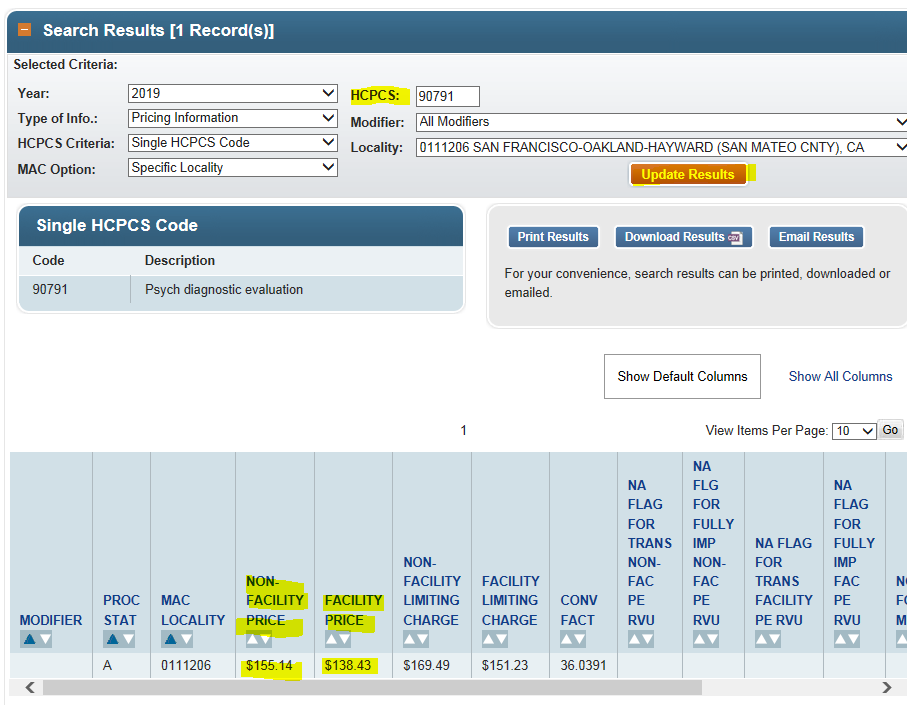 Search Results [1 Record(s)]
Selected Criteria:
Year: 2019 HCPCS: 90791
Type of Info.: Pricing Information Modifier: All Modifiers
HCPCS Criteria: Single HCPCS Code Locality: 0111206 SAN FRANCISCO-OAKLAND-HAYWARD (SAN MATEO CNTY), CA
MAC Option: Specific Locality
Update Results
Single HCPCS Code
Code Description
90791 Psych diagnostic evaluation
Print Results Download Results CSV Email Results
For your convenience, search results can be printed, downloaded or
emailed.
Show Default Columns Show All Columns
1 View Items Per Page: 10 Go
MODIFIER
PROC
STAT
MAC
LOCALITY
NON-
FACILITY
PRICE
FACILITY
PRICE
NON-
FACILITY
LIMITING
CHARGE
FACILITY
LIMITING
CHARGE
CONV
FACT
NA
FLAG
FOR
TRANS
NON-
FAC
PE
RVU
NA
FLG
FOR
FULLY
IMP
NON-
FAC
PE
RVU
NA FLAG
FOR
TRANS
FACILITY
PE RVU
NA
FLAG
FOR
FULLY
IMP
FAC
PE
RVU
A 0111206 $155.14 $138.43 $169.49 $151.23 36.0391